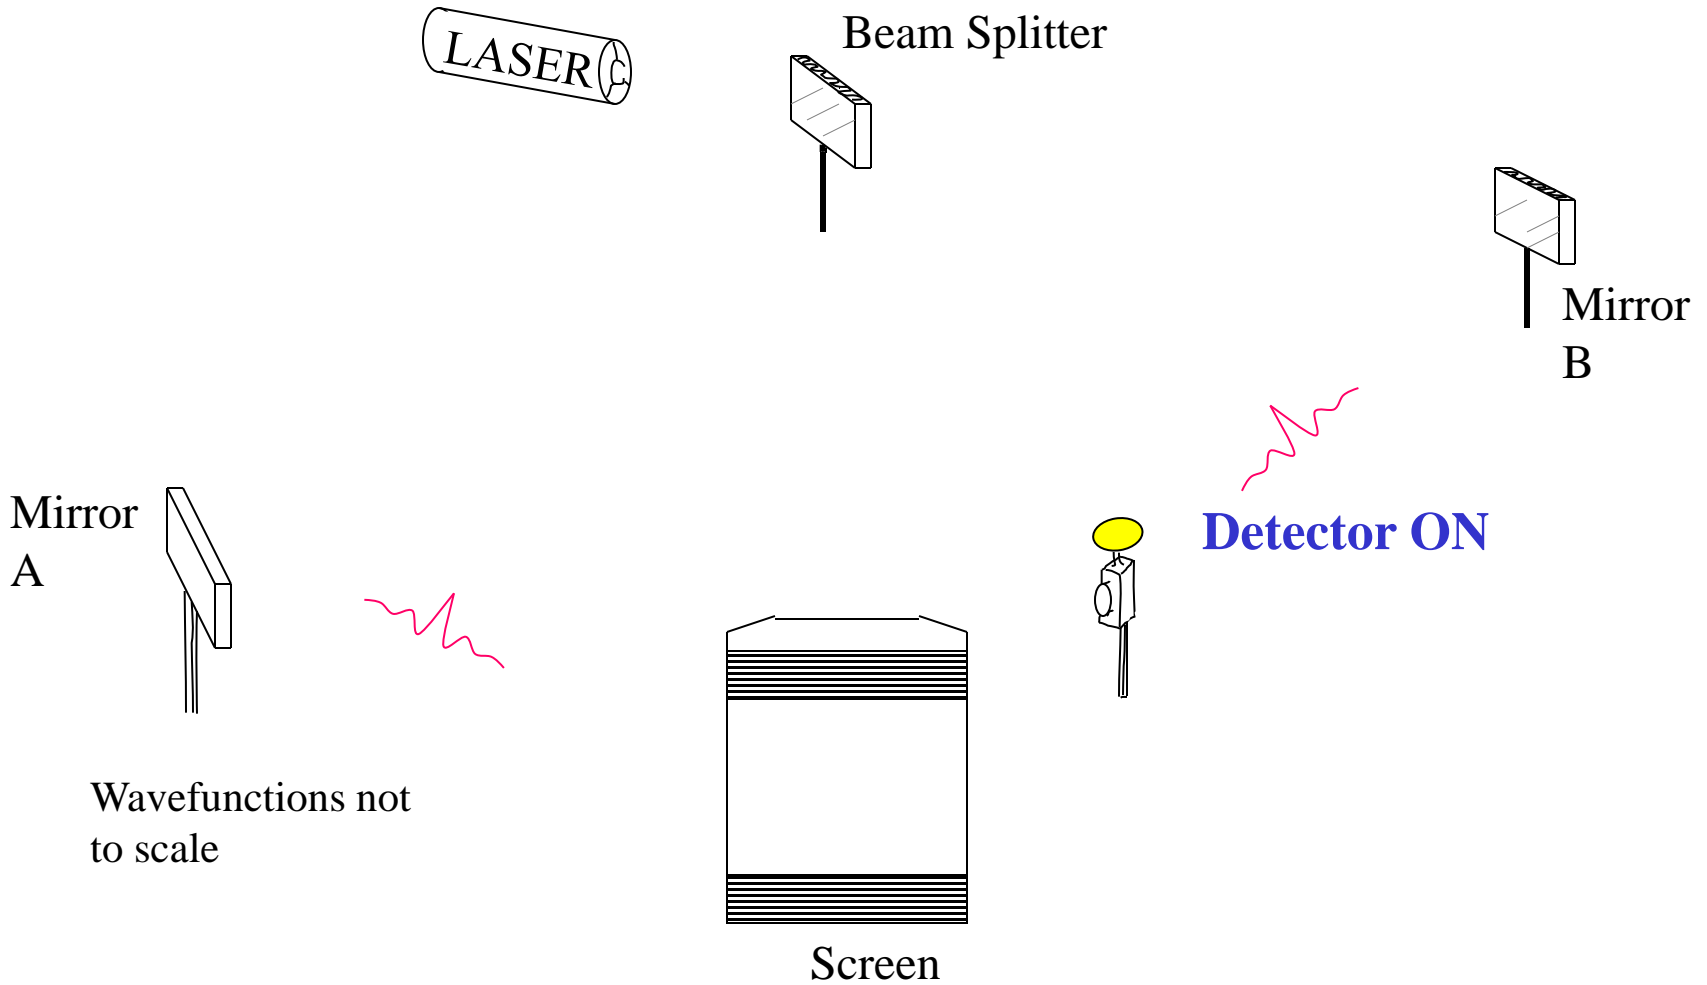 LASER
Beam Splitter
Mirror
B
Mirror
A
Detector ON
Wavefunctions not
to scale
Screen